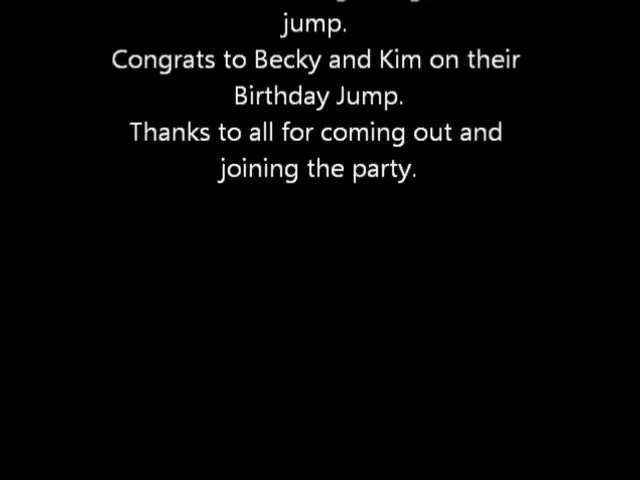 jump.
Congrats to Becky and Kim on their
Birthday Jump.
Thanks to all for coming out and
joining the party.